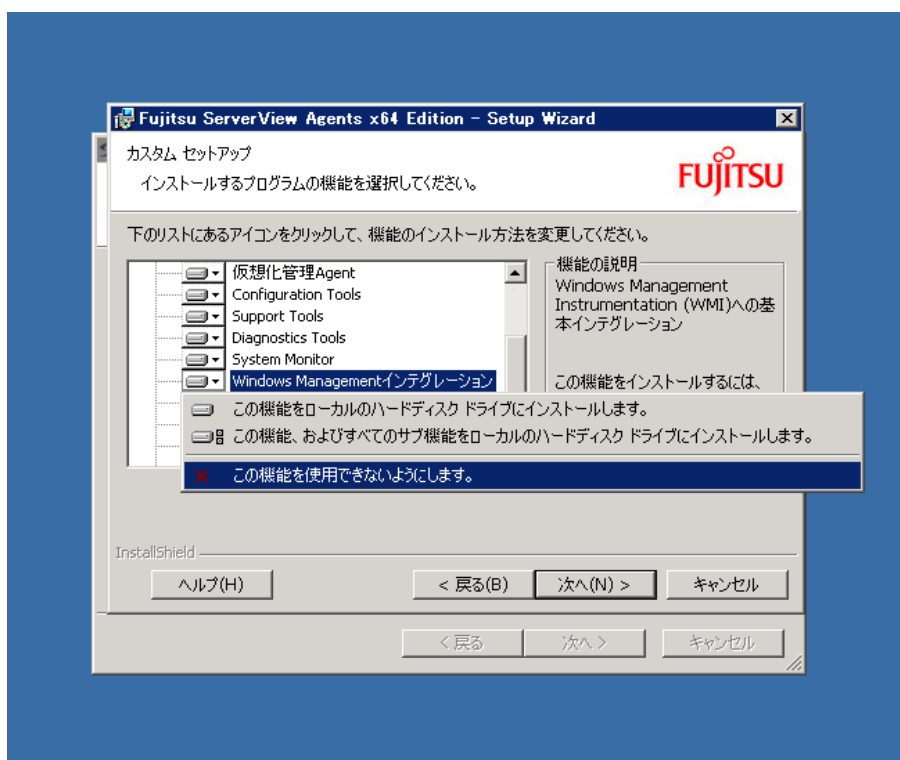 Fujitsu ServerView Agents x64 Edition - Setup Wizard
カスタム セットアップ
インストールするプログラムの機能を選択してください。
FUJITSU
下のリストにあるアイコンをクリックして、機能のインストール方法を変更してください。
仮想化管理Agent
Configuration Tools
Support Tools
Diagnostics Tools
System Monitor
Windows Managementインテグレーション
機能の説明
Windows Management
Instrumentation (WMI)への基
本インテグレーション
この機能をインストールするには、
この機能をローカルのハードディスク ドライブにインストールします。
この機能、およびすべてのサブ機能をローカルのハードディスク ドライブにインストールします。
この機能を使用できないようにします。
InstallShield
ヘルプ(H)
< 戻る(B)
次へ(N) >
キャンセル
< 戻る
次へ >
キャンセル